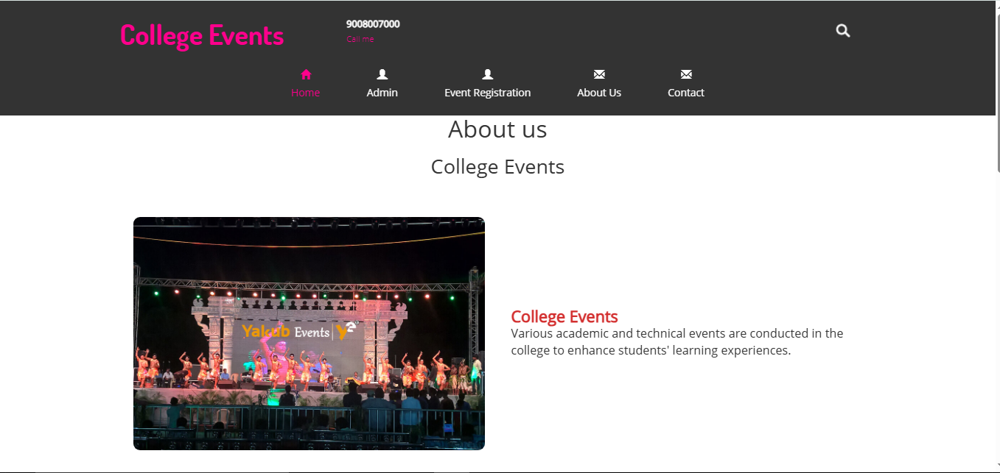 College Events
9008007000
Call me
Home
Admin
Event Registration
About Us
Contact
About us
College Events
Yakub Events
College Events
Various academic and technical events are conducted in the
college to enhance students' learning experiences.